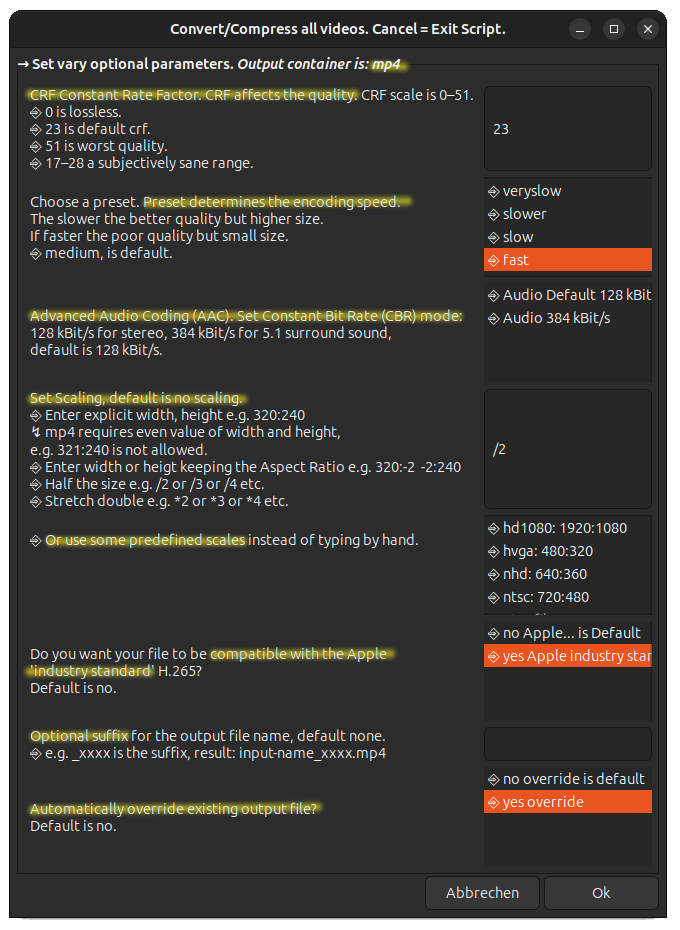 Convert/Compress all videos. Cancel = Exit Script.
→ Set vary optional parameters. Output container is: mp4
CRF Constant Rate Factor. CRF affects the quality. CRF scale is 0–51.
⎆ 0 is lossless.
⎆ 23 is default crf.
⎆ 51 is worst quality.
⎆ 17–28 a subjectively sane range.
23
Choose a preset. Preset determines the encoding speed.
The slower the better quality but higher size.
If faster the poor quality but small size.
⎆ medium, is default.
⎆ veryslow
⎆ slower
⎆ slow
⎆ fast
Advanced Audio Coding (AAC). Set Constant Bit Rate (CBR) mode:
128 kBit/s for stereo, 384 kBit/s for 5.1 surround sound,
default is 128 kBit/s.
⎆ Audio Default 128 kBit
⎆ Audio 384 kBit/s
Set Scaling, default is no scaling.
⎆ Enter explicit width, height e.g. 320:240
↯ mp4 requires even value of width and height,
e.g. 321:240 is not allowed.
⎆ Enter width or heigt keeping the Aspect Ratio e.g. 320:-2 -2:240
⎆ Half the size e.g. /2 or /3 or /4 etc.
⎆ Stretch double e.g. *2 or *3 or *4 etc.
/2
⎆ Or use some predefined scales instead of typing by hand.
⎆ hd1080: 1920:1080
⎆ hvga: 480:320
⎆ nhd: 640:360
⎆ ntsc: 720:480
Do you want your file to be compatible with the Apple
'industry standard' H.265?
Default is no.
⎆ no Apple... is Default
⎆ yes Apple industry star
Optional suffix for the output file name, default none.
⎆ e.g. _xxxx is the suffix, result: input-name_xxxx.mp4
Automatically override existing output file?
Default is no.
⎆ no override is default
⎆ yes override
Abbrechen
Ok